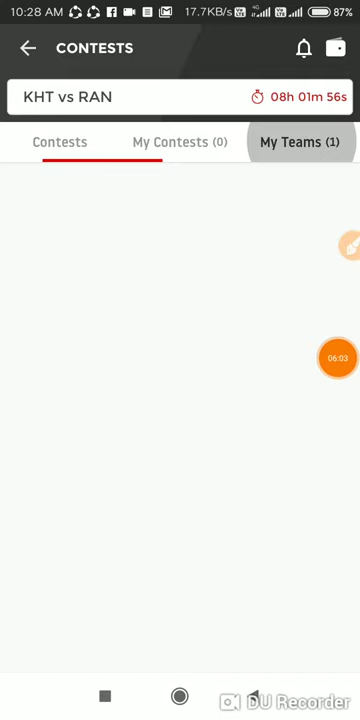 10:28 AM 17.7KB/s 4G 87%
CONTESTS
KHT vs RAN 08h 01m 56s
Contests My Contests (0) My Teams (1)
06:03
DU Recorder